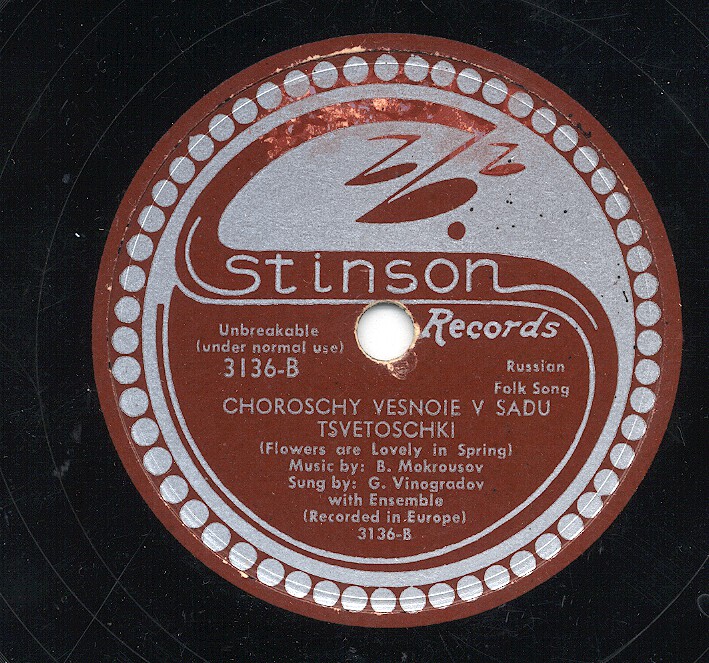 Stinson
Records
Unbreakable
(under normal use)
3136-B
Russian
Folk Song
CHOROSCHY VESNOIE V SADU
TSVETOSCHKI
(Flowers are Lovely in Spring)
Music by: B. Mokrousov
Sung by: G. Vinogradov
with Ensemble
(Recorded in Europe)
3136-B